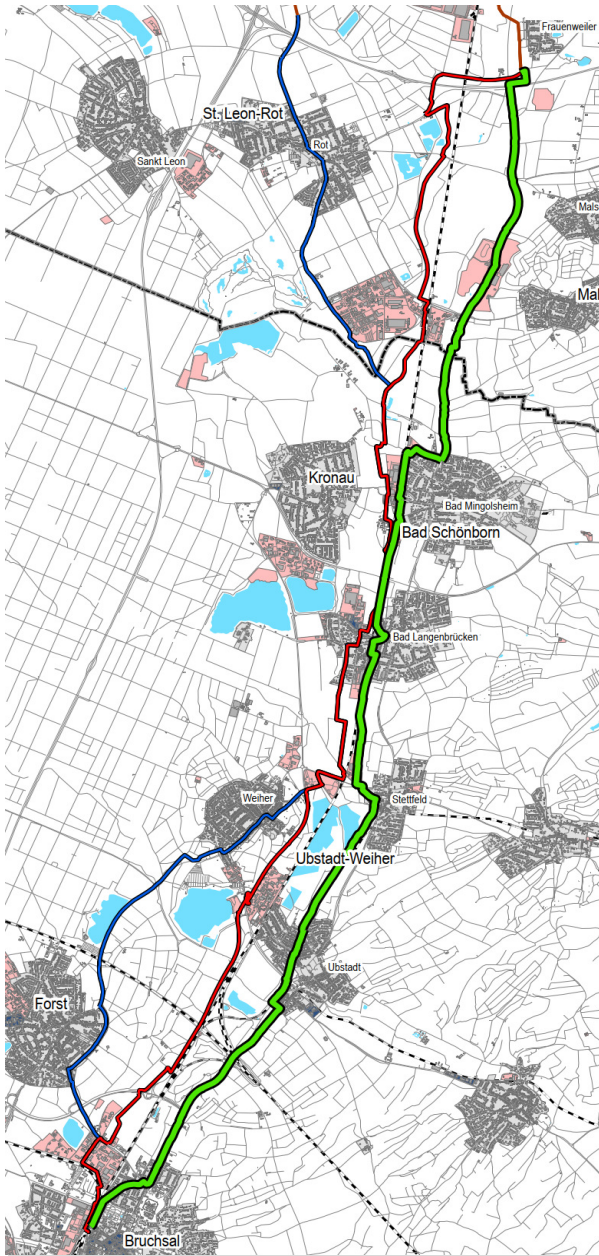 Frauenweiler
St. Leon-Rot
Rot
Sankt Leon
Mals
Mal
Kronau
Bad Mingolsheim
Bad Schönborn
Bad Langenbrücken
Weiher
Stettfeld
Ubstadt-Weiher
Ubstadt
Forst
Bruchsal